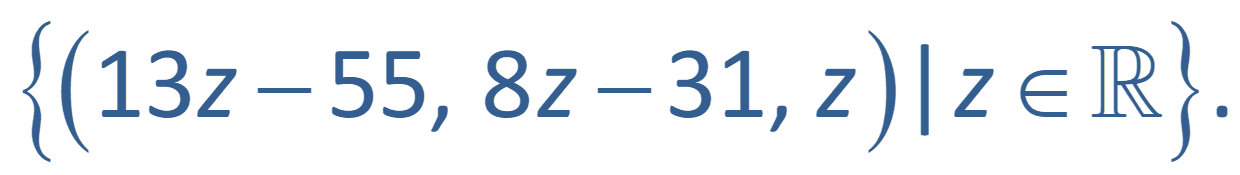 {(13z – 55, 8z – 31, z) | z ∈ ℝ}.